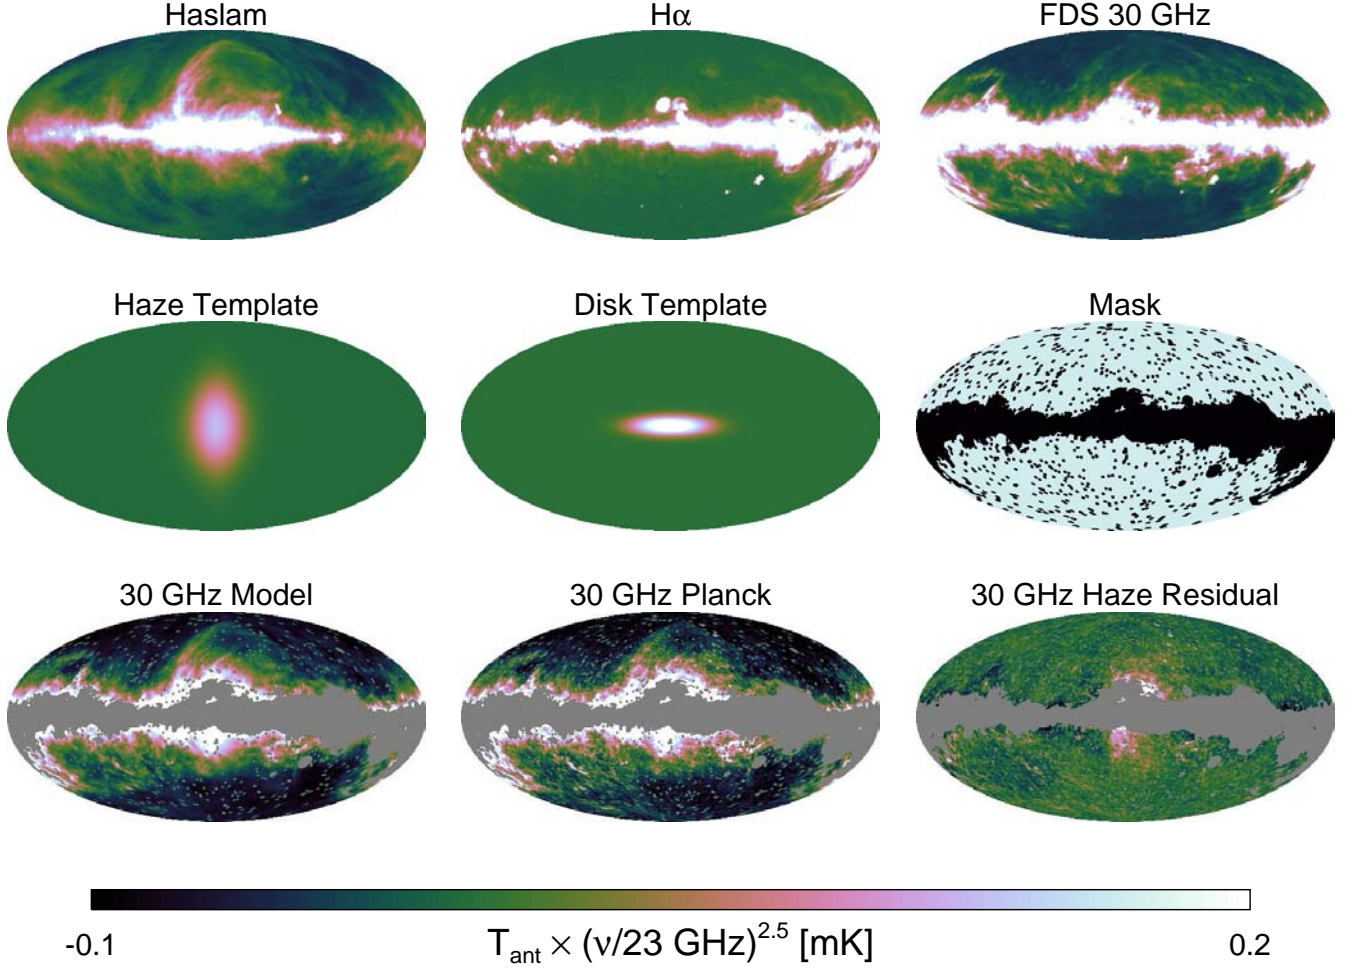 Haslam
Hα
FDS 30 GHz
Haze Template
Disk Template
Mask
30 GHz Model
30 GHz Planck
30 GHz Haze Residual
-0.1
T_ant × (ν/23 GHz)^2.5 [mK]
0.2